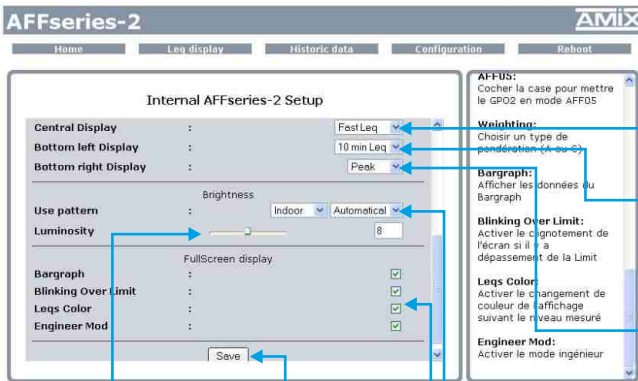 AFFseries-2
AMIX
Home
Leq display
Historic data
Configuration
Reboot
Internal AFFseries-2 Setup
Central Display : Fast Leq
Bottom left Display : 10 min Leq
Bottom right Display : Peak
Brightness
Use pattern : Indoor Automatical
Luminosity 8
FullScreen display
Bargraph :
Blinking Over Limit :
Leqs Color :
Engineer Mod :
Save
AFF05:
Cocher la case pour mettre
le GPO2 en mode AFF05
Weighting:
Choisir un type de
pondération (A ou C)
Bargraph:
Afficher les données du
Bargraph
Blinking Over Limit:
Activer le clignotement de
l'écran si il y a
dépassement de la Limit
Leqs Color:
Activer le changement de
couleur de l'affichage
suivant le niveau mesuré
Engineer Mod:
Activer le mode ingénieur